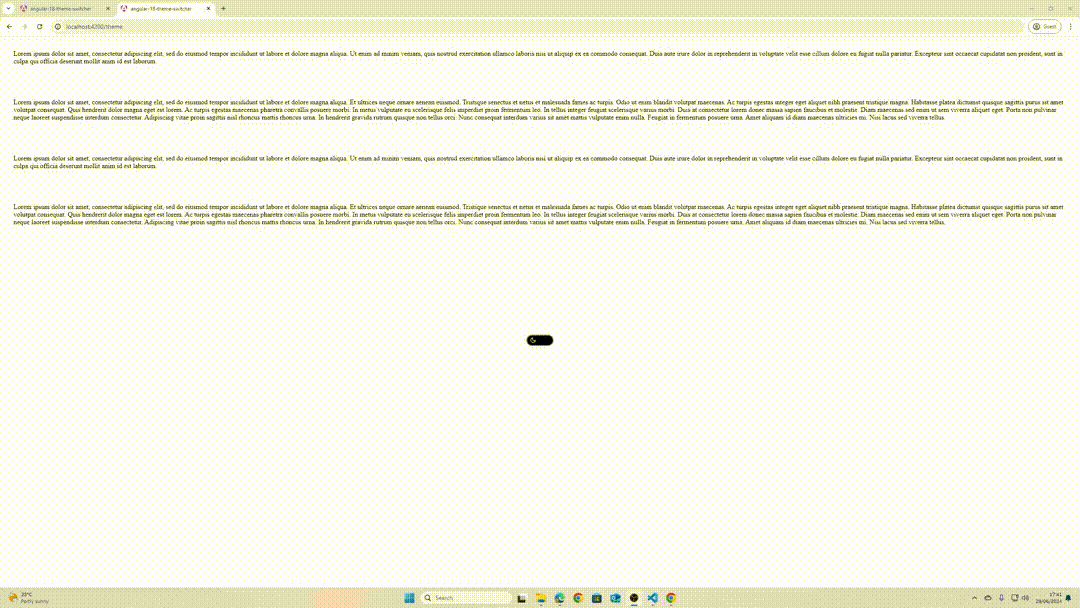 angular-18-theme-switcher
angular-18-theme-switcher
localhost:4200/theme
Guest
Lorem ipsum dolor sit amet, consectetur adipiscing elit, sed do eiusmod tempor incididunt ut labore et dolore magna aliqua. Ut enim ad minim veniam, quis nostrud exercitation ullamco laboris nisi ut aliquip ex ea commodo consequat. Duis aute irure dolor in reprehenderit in voluptate velit esse cillum dolore eu fugiat nulla pariatur. Excepteur sint occaecat cupidatat non proident, sunt in
culpa qui officia deserunt mollit anim id est laborum.
Lorem ipsum dolor sit amet, consectetur adipiscing elit, sed do eiusmod tempor incididunt ut labore et dolore magna aliqua. Et ultrices neque ornare aenean euismod. Tristique senectus et netus et malesuada fames ac turpis. Odio ut enim blandit volutpat maecenas. Ac turpis egestas integer eget aliquet nibh praesent tristique magna. Habitasse platea dictumst quisque sagittis purus sit amet
volutpat consequat. Quis hendrerit dolor magna eget est lorem. Ac turpis egestas maecenas pharetra convallis posuere morbi. In metus vulputate eu scelerisque felis imperdiet proin fermentum leo. In tellus integer feugiat scelerisque varius morbi. Duis at consectetur lorem donec massa sapien faucibus et molestie. Diam maecenas sed enim ut sem viverra aliquet eget. Porta non pulvinar
neque laoreet suspendisse interdum consectetur. Adipiscing vitae proin sagittis nisl rhoncus mattis rhoncus urna. In hendrerit gravida rutrum quisque non tellus orci. Nunc consequat interdum varius sit amet mattis vulputate enim nulla. Feugiat in fermentum posuere urna. Amet aliquam id diam maecenas ultricies mi. Nisi lacus sed viverra tellus.
Lorem ipsum dolor sit amet, consectetur adipiscing elit, sed do eiusmod tempor incididunt ut labore et dolore magna aliqua. Ut enim ad minim veniam, quis nostrud exercitation ullamco laboris nisi ut aliquip ex ea commodo consequat. Duis aute irure dolor in reprehenderit in voluptate velit esse cillum dolore eu fugiat nulla pariatur. Excepteur sint occaecat cupidatat non proident, sunt in
culpa qui officia deserunt mollit anim id est laborum.
Lorem ipsum dolor sit amet, consectetur adipiscing elit, sed do eiusmod tempor incididunt ut labore et dolore magna aliqua. Et ultrices neque ornare aenean euismod. Tristique senectus et netus et malesuada fames ac turpis. Odio ut enim blandit volutpat maecenas. Ac turpis egestas integer eget aliquet nibh praesent tristique magna. Habitasse platea dictumst quisque sagittis purus sit amet
volutpat consequat. Quis hendrerit dolor magna eget est lorem. Ac turpis egestas maecenas pharetra convallis posuere morbi. In metus vulputate eu scelerisque felis imperdiet proin fermentum leo. In tellus integer feugiat scelerisque varius morbi. Duis at consectetur lorem donec massa sapien faucibus et molestie. Diam maecenas sed enim ut sem viverra aliquet eget. Porta non pulvinar
neque laoreet suspendisse interdum consectetur. Adipiscing vitae proin sagittis nisl rhoncus mattis rhoncus urna. In hendrerit gravida rutrum quisque non tellus orci. Nunc consequat interdum varius sit amet mattis vulputate enim nulla. Feugiat in fermentum posuere urna. Amet aliquam id diam maecenas ultricies mi. Nisi lacus sed viverra tellus.
Partly sunny
Search
17:41
29/06/2024